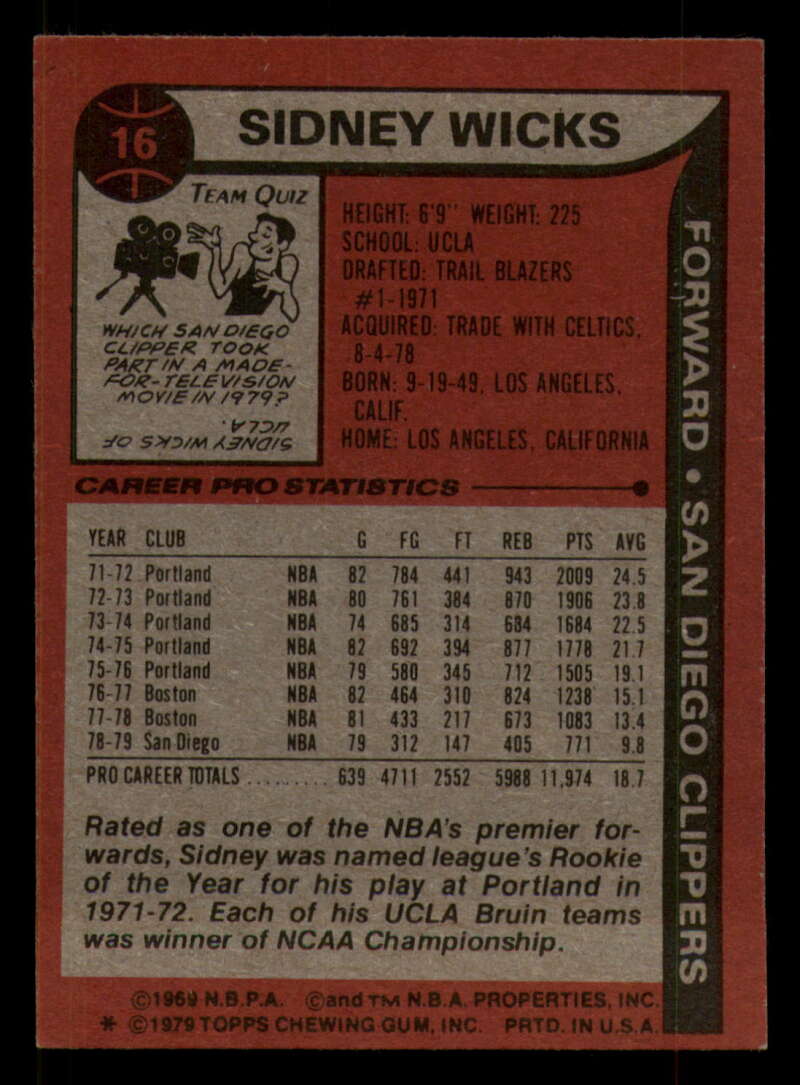 16
SIDNEY WICKS
TEAM QUIZ
WHICH SAN DIEGO
CLIPPER TOOK
PART IN A MADE-
FOR-TELEVISION
MOVIE IN 1979?
SIDNEY WICKS OF
UCLA.
HEIGHT: 6'9" WEIGHT: 225
SCHOOL: UCLA
DRAFTED: TRAIL BLAZERS
#1-1971
ACQUIRED: TRADE WITH CELTICS,
8-4-78
BORN: 9-19-49, LOS ANGELES,
CALIF.
HOME: LOS ANGELES, CALIFORNIA
FORWARD • SAN DIEGO CLIPPERS
CAREER PRO STATISTICS
YEAR CLUB G FG FT REB PTS AVG
71-72 Portland NBA 82 784 441 943 2009 24.5
72-73 Portland NBA 80 761 384 870 1906 23.8
73-74 Portland NBA 74 685 314 684 1684 22.5
74-75 Portland NBA 82 692 394 877 1778 21.7
75-76 Portland NBA 79 580 345 712 1505 19.1
76-77 Boston NBA 82 464 310 824 1238 15.1
77-78 Boston NBA 81 433 217 673 1083 13.4
78-79 San Diego NBA 79 312 147 405 771 9.8
PRO CAREER TOTALS .......... 639 4711 2552 5988 11,974 18.7
Rated as one of the NBA's premier for-
wards, Sidney was named league's Rookie
of the Year for his play at Portland in
1971-72. Each of his UCLA Bruin teams
was winner of NCAA Championship.
©1969 N.B.P.A. ©and TM N.B.A. PROPERTIES, INC.
* ©1979 TOPPS CHEWING GUM, INC. PRTD. IN U.S.A.